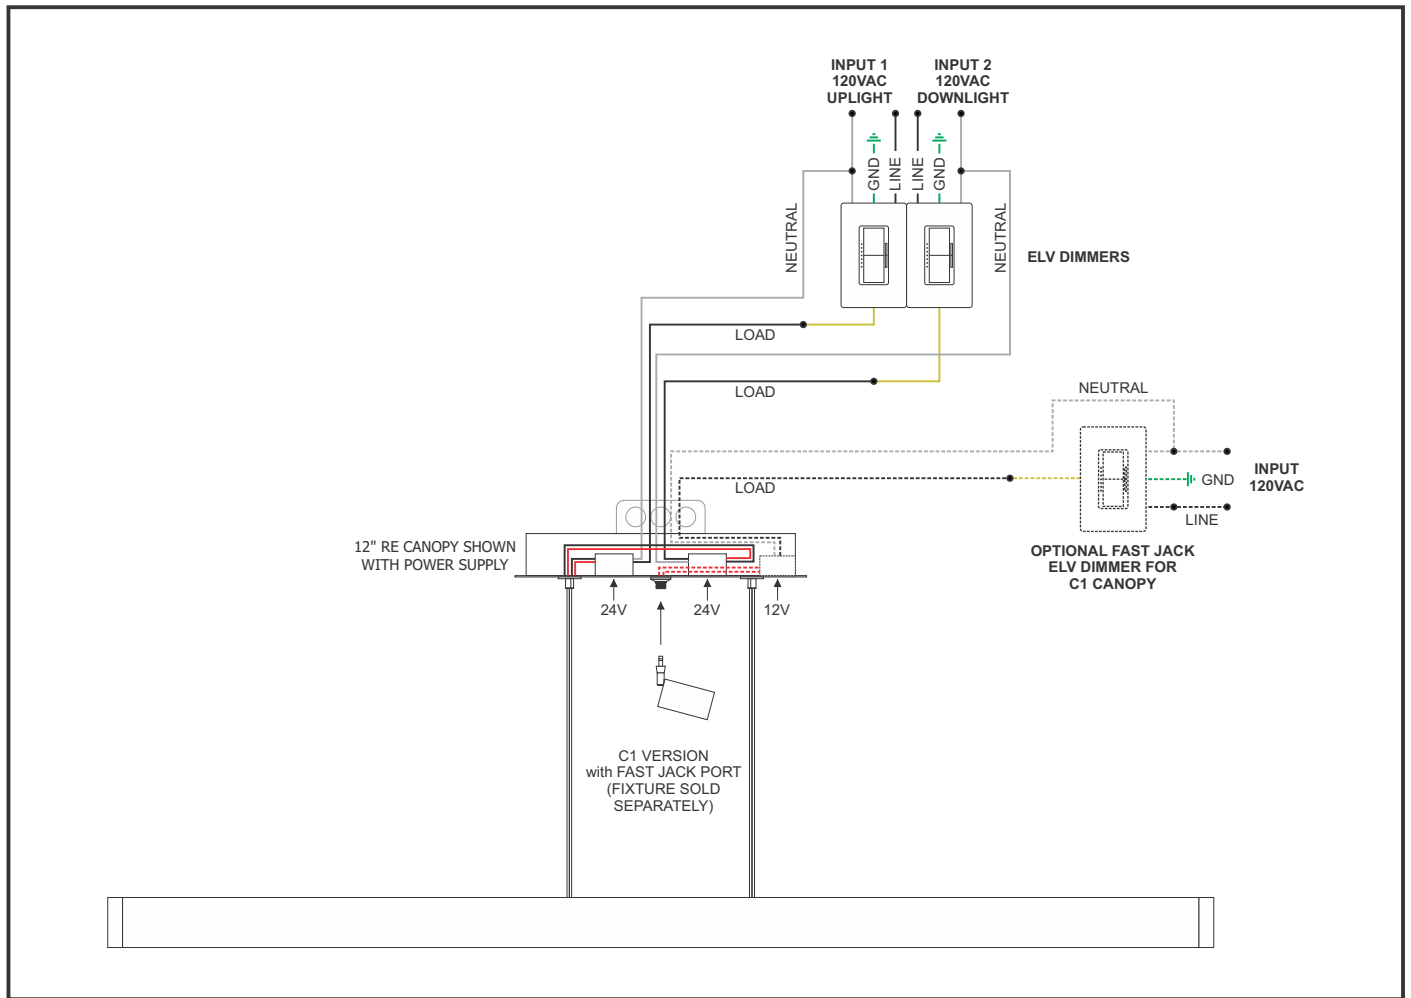 INPUT 1
120VAC
UPLIGHT
INPUT 2
120VAC
DOWNLIGHT
GND
LINE
LINE
GND
NEUTRAL
NEUTRAL
ELV DIMMERS
LOAD
LOAD
NEUTRAL
LOAD
GND
LINE
INPUT
120VAC
OPTIONAL FAST JACK
ELV DIMMER FOR
C1 CANOPY
12" RE CANOPY SHOWN
WITH POWER SUPPLY
24V
24V
12V
C1 VERSION
with FAST JACK PORT
(FIXTURE SOLD
SEPARATELY)